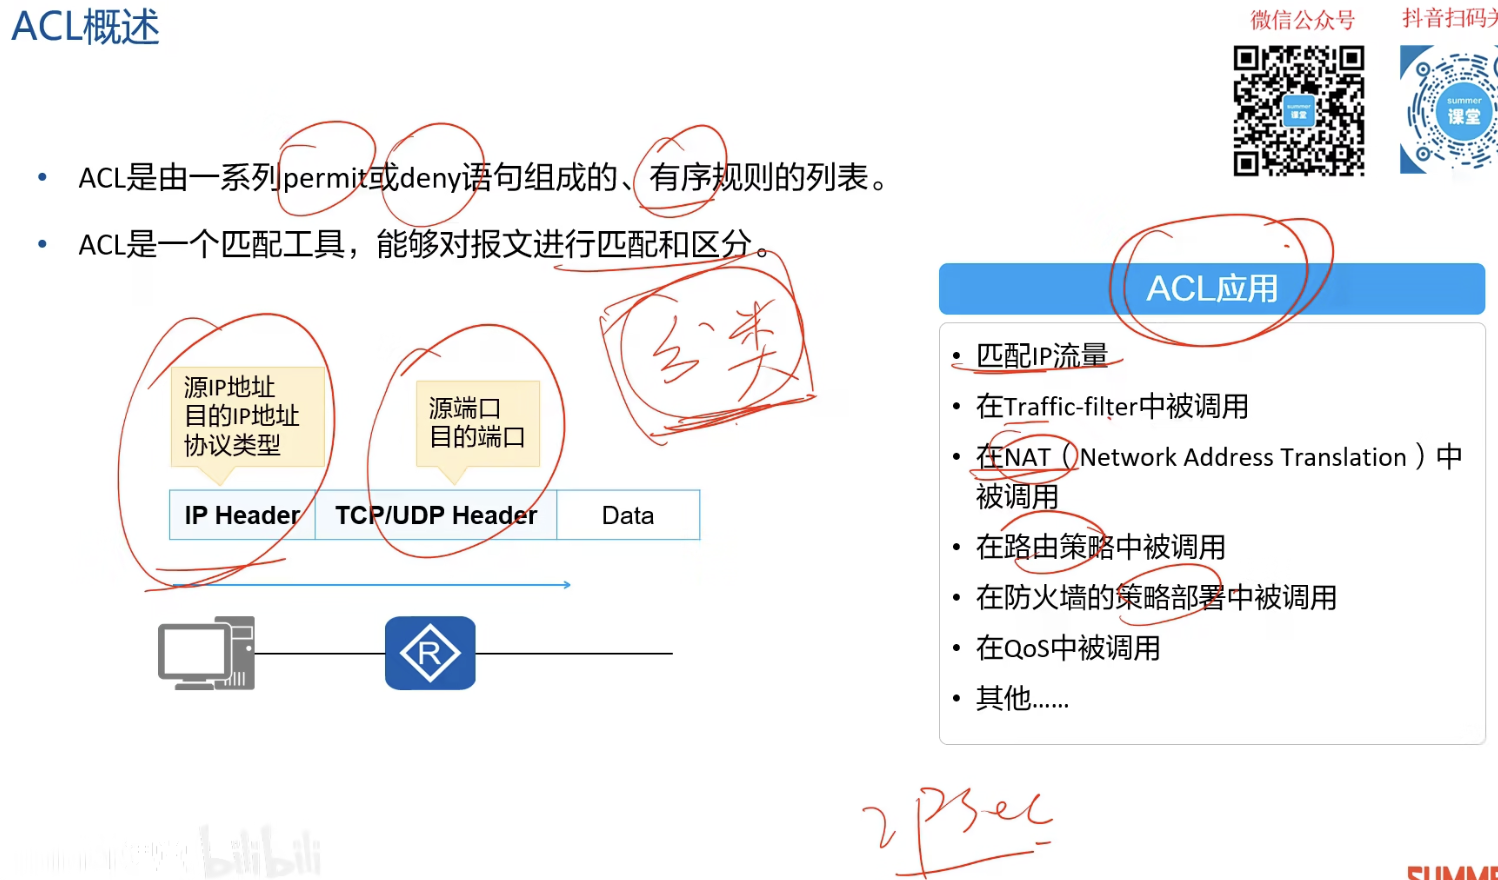 ACL概述
微信公众号
抖音扫码关
summer
课堂
summer
课堂
• ACL是由一系列permit或deny语句组成的、有序规则的列表。
• ACL是一个匹配工具，能够对报文进行匹配和区分。
分类
源IP地址
目的IP地址
协议类型
源端口
目的端口
IP Header
TCP/UDP Header
Data
R
ACL应用
• 匹配IP流量
• 在Traffic-filter中被调用
• 在NAT（Network Address Translation）中
被调用
• 在路由策略中被调用
• 在防火墙的策略部署中被调用
• 在QoS中被调用
• 其他……
IPsec
bilibili
SUMME